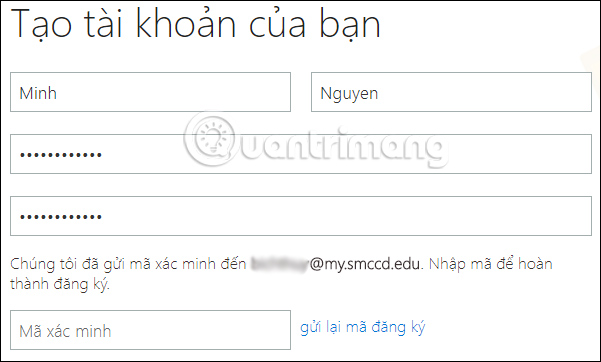 Tạo tài khoản của bạn
Minh Nguyen
Quantrimang
••••••••••••
••••••••••••
Chúng tôi đã gửi mã xác minh đến @my.smccd.edu. Nhập mã để hoàn
thành đăng ký.
Mã xác minh gửi lại mã đăng ký